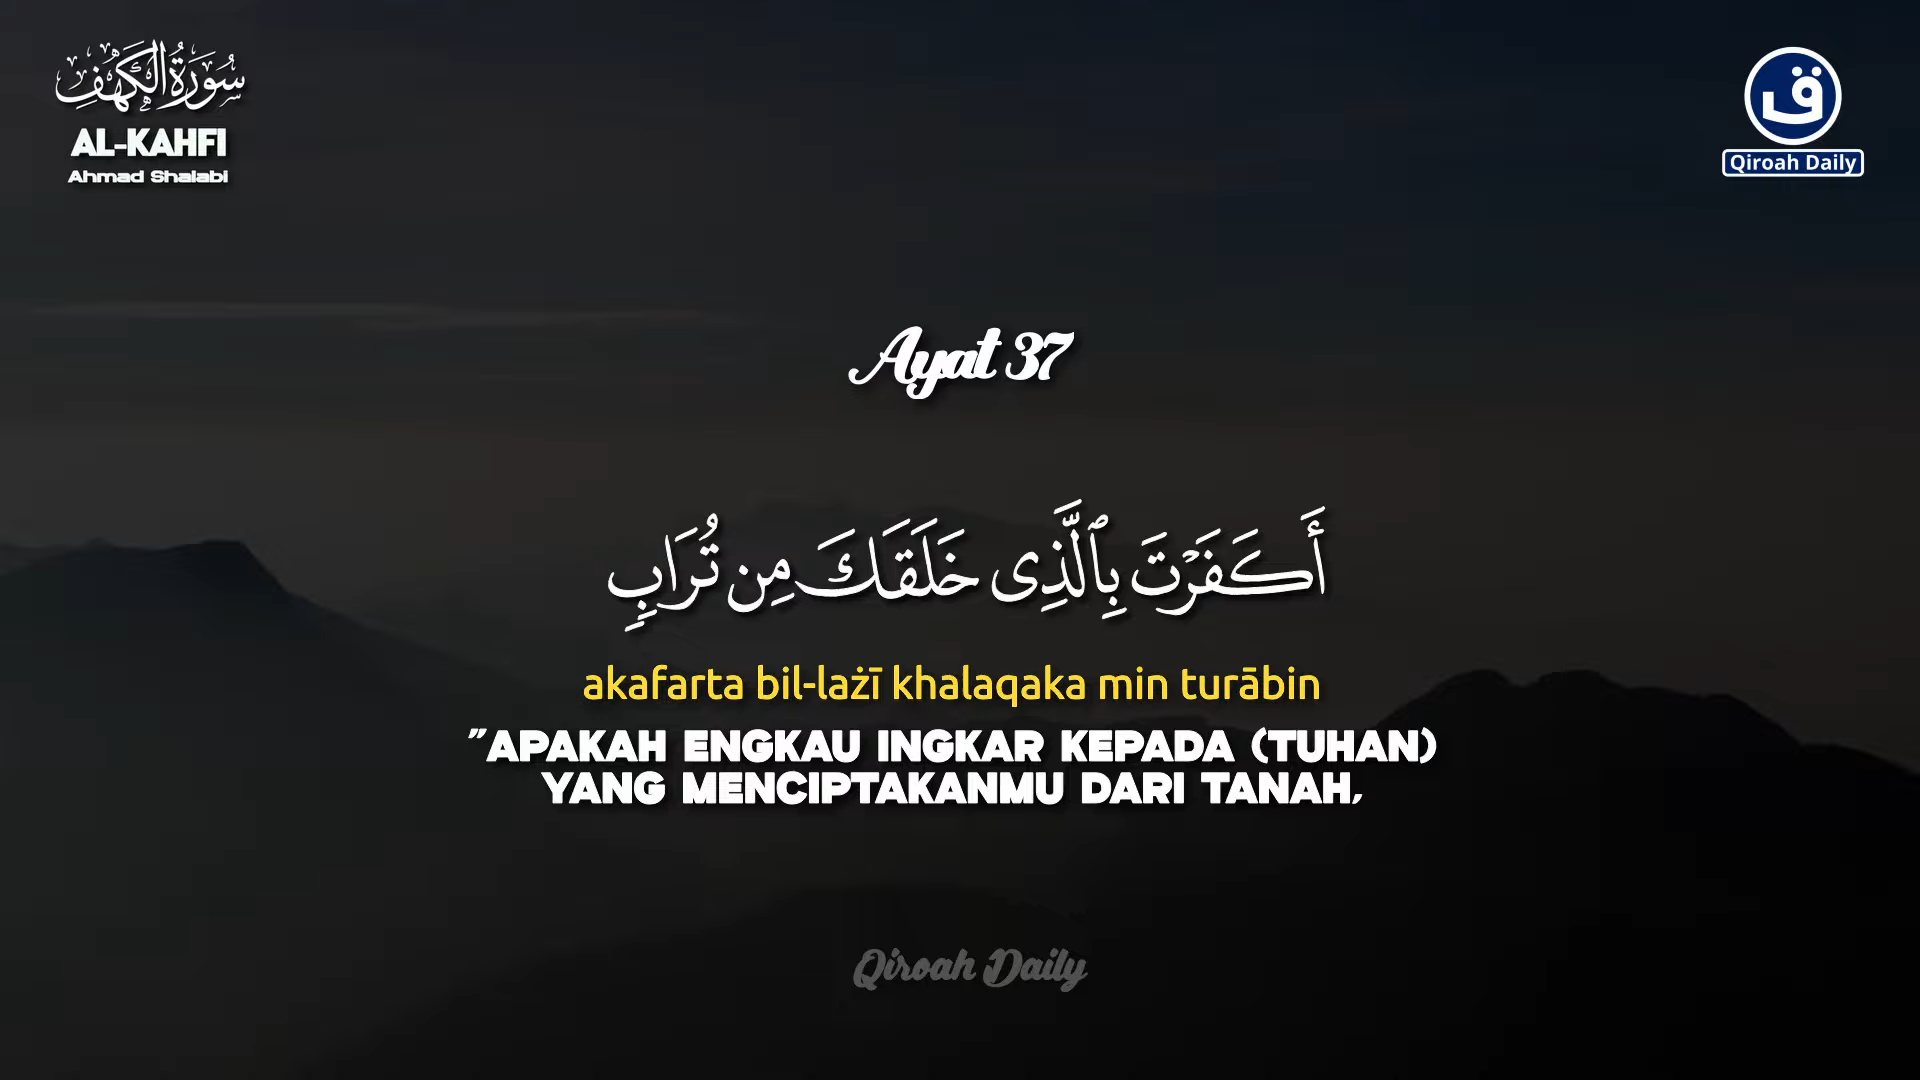 سُورَةُ الْكَهْفِ
AL-KAHFI
Ahmad Shalabi
ق
Qiroah Daily
Ayat 37
أَكَفَرْتَ بِٱلَّذِى خَلَقَكَ مِن تُرَابٍ
akafarta bil-lażī khalaqaka min turābin
"APAKAH ENGKAU INGKAR KEPADA (TUHAN)
YANG MENCIPTAKANMU DARI TANAH,
Qiroah Daily